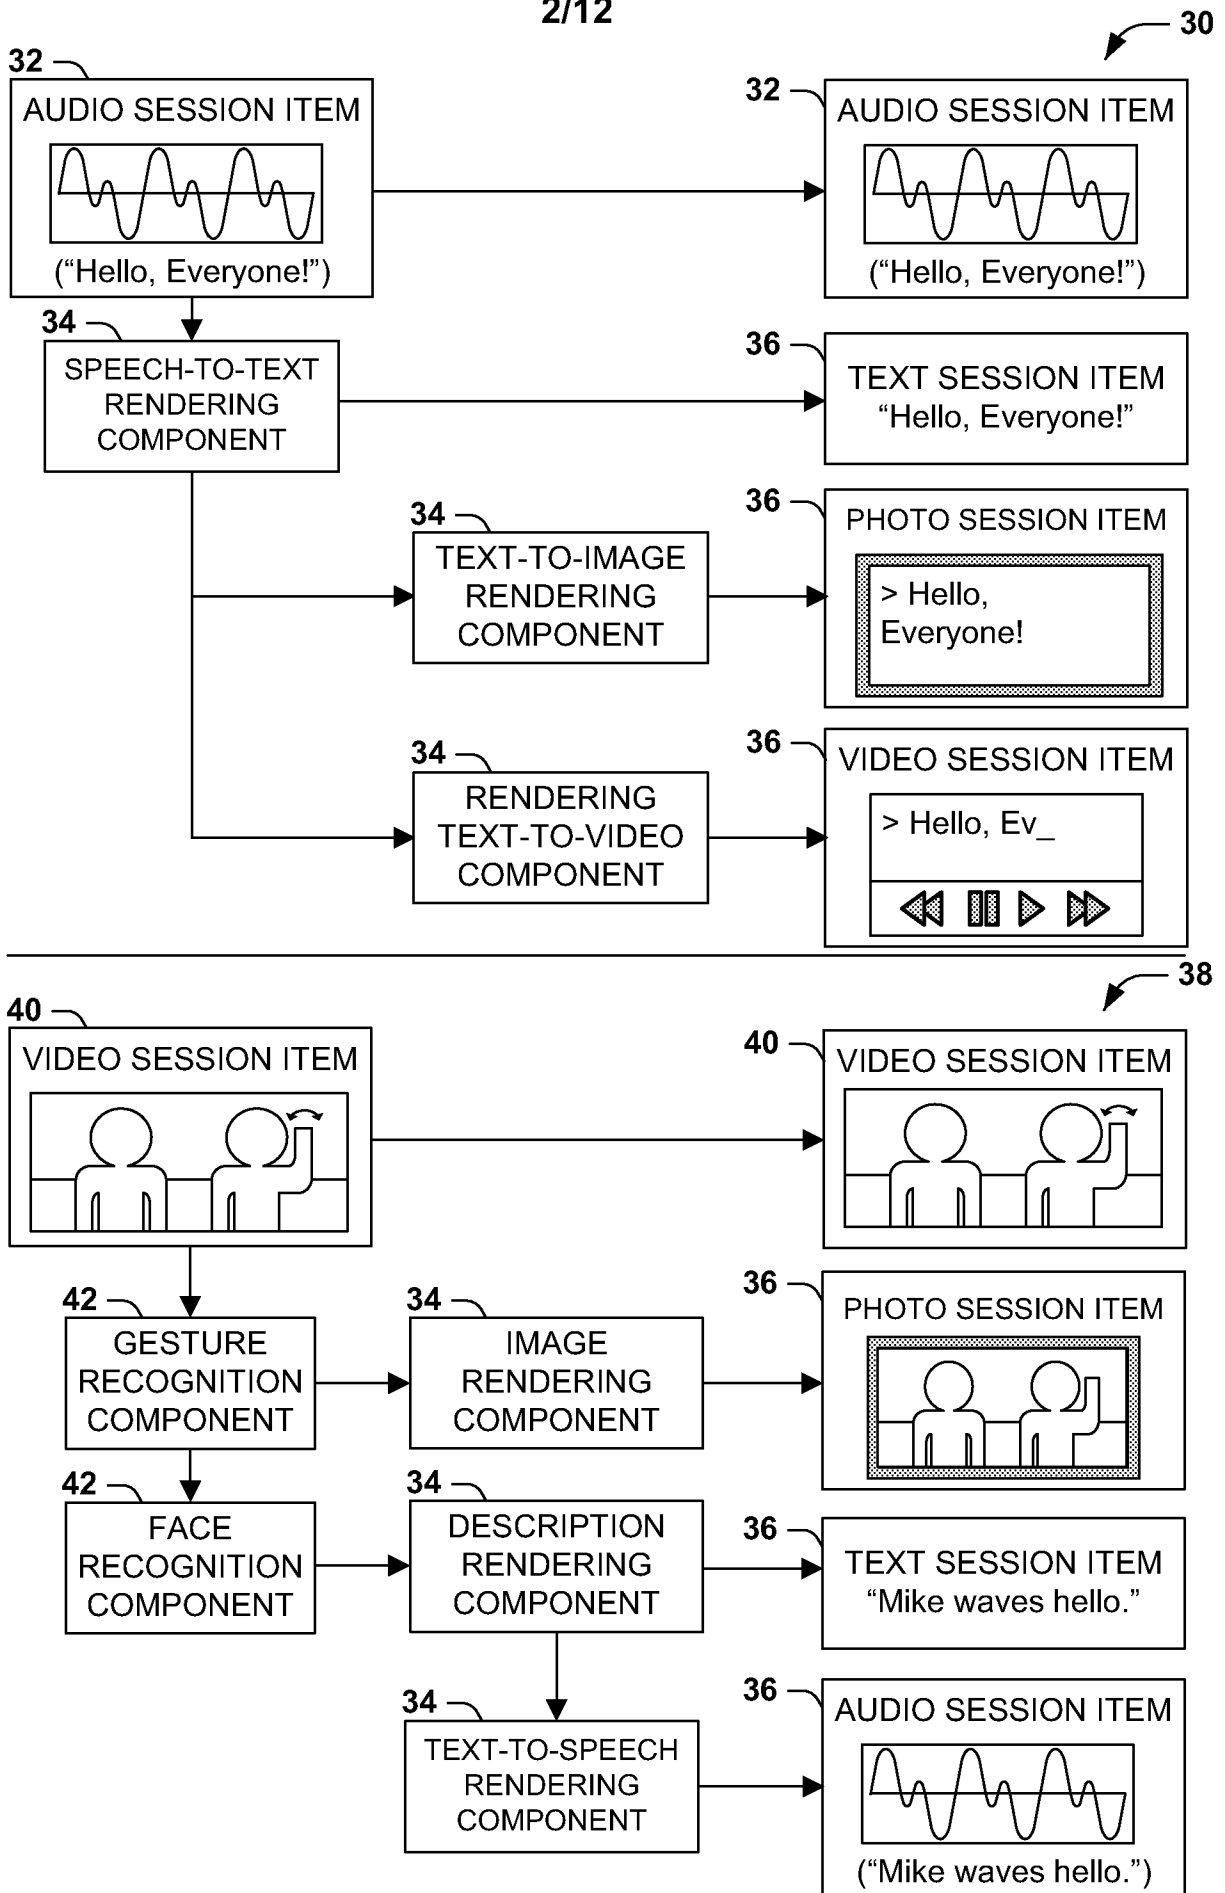 2/12
30
32
AUDIO SESSION ITEM
(“Hello, Everyone!”)
32
AUDIO SESSION ITEM
(“Hello, Everyone!”)
34
SPEECH-TO-TEXT
RENDERING
COMPONENT
36
TEXT SESSION ITEM
“Hello, Everyone!”
34
TEXT-TO-IMAGE
RENDERING
COMPONENT
36
PHOTO SESSION ITEM
> Hello,
Everyone!
34
RENDERING
TEXT-TO-VIDEO
COMPONENT
36
VIDEO SESSION ITEM
> Hello, Ev_
38
40
VIDEO SESSION ITEM
40
VIDEO SESSION ITEM
42
GESTURE
RECOGNITION
COMPONENT
34
IMAGE
RENDERING
COMPONENT
36
PHOTO SESSION ITEM
42
FACE
RECOGNITION
COMPONENT
34
DESCRIPTION
RENDERING
COMPONENT
36
TEXT SESSION ITEM
“Mike waves hello.”
34
TEXT-TO-SPEECH
RENDERING
COMPONENT
36
AUDIO SESSION ITEM
(“Mike waves hello.”)